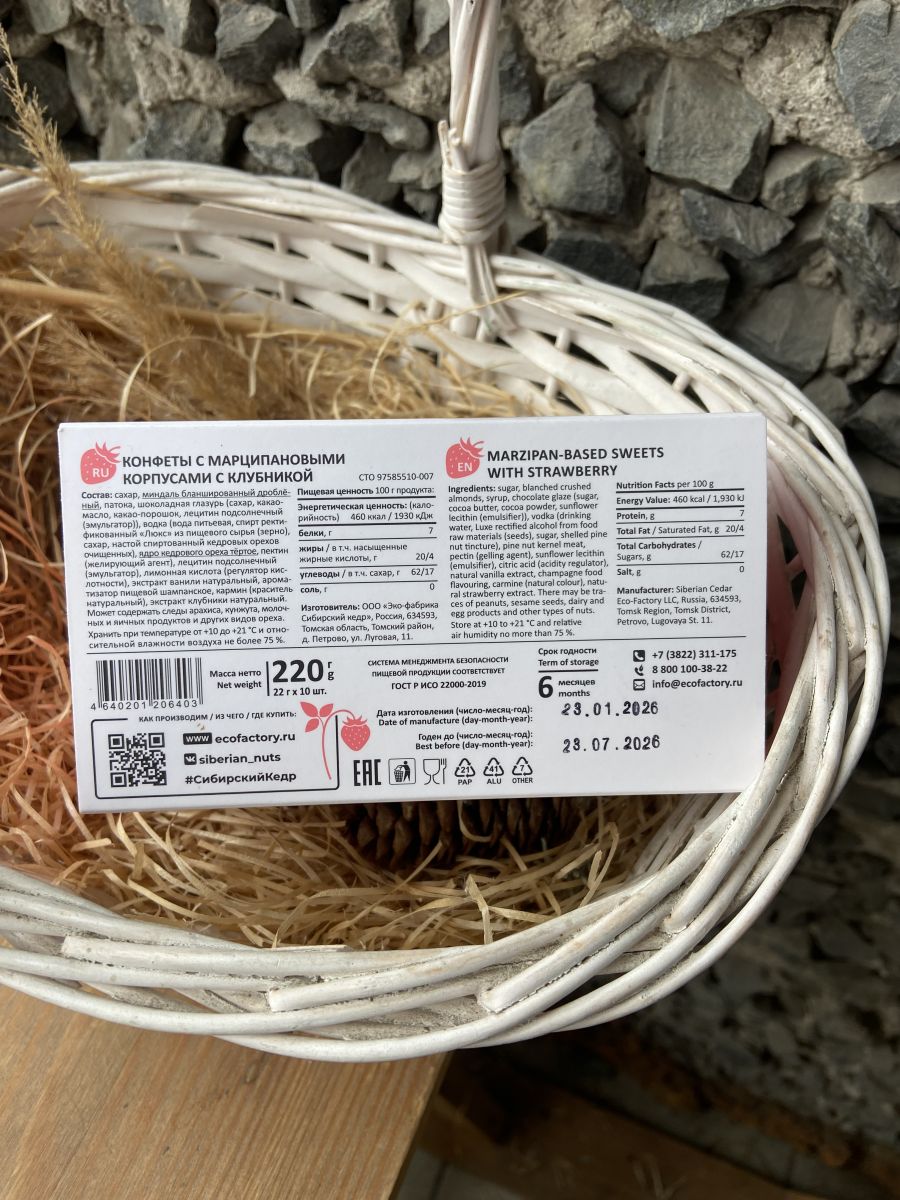 RU
КОНФЕТЫ С МАРЦИПАНОВЫМИ
КОРПУСАМИ С КЛУБНИКОЙ
СТО 97585510-007
Состав: сахар, миндаль бланшированный дроблё-
ный, патока, шоколадная глазурь (сахар, какао-
масло, какао-порошок, лецитин подсолнечный
(эмульгатор)), водка (вода питьевая, спирт ректи-
фикованный «Люкс» из пищевого сырья (зерно),
сахар, настой спиртованный кедровых орехов
очищенных), ядро кедрового ореха тёртое, пектин
(желирующий агент), лецитин подсолнечный
(эмульгатор), лимонная кислота (регулятор кис-
лотности), экстракт ванили натуральный, арома-
тизатор пищевой шампанское, кармин (краситель
натуральный), экстракт клубники натуральный.
Может содержать следы арахиса, кунжута, молоч-
ных и яичных продуктов и других видов ореха.
Хранить при температуре от +10 до +21 °С и отно-
сительной влажности воздуха не более 75 %.
Пищевая ценность 100 г продукта:
Энергетическая ценность: (кало-
рийность) 460 ккал / 1930 кДж
белки, г 7
жиры / в т.ч. насыщенные
жирные кислоты, г 20/4
углеводы / в т.ч. сахар, г 62/17
соль, г 0
Изготовитель: ООО «Эко-фабрика
Сибирский кедр», Россия, 634593,
Томская область, Томский район,
д. Петрово, ул. Луговая, 11.
EN
MARZIPAN-BASED SWEETS
WITH STRAWBERRY
Ingredients: sugar, blanched crushed
almonds, syrup, chocolate glaze (sugar,
cocoa butter, cocoa powder, sunflower
lecithin (emulsifier)), vodka (drinking
water, Luxe rectified alcohol from food
raw materials (seeds), sugar, shelled pine
nut tincture), pine nut kernel meat,
pectin (gelling agent), sunflower lecithin
(emulsifier), citric acid (acidity regulator),
natural vanilla extract, champagne food
flavouring, carmine (natural colour), natu-
ral strawberry extract. There may be tra-
ces of peanuts, sesame seeds, dairy and
egg products and other types of nuts.
Store at +10 to +21 °C and relative
air humidity no more than 75 %.
Nutrition Facts per 100 g
Energy Value: 460 kcal / 1,930 kJ
Protein, g 7
Total Fat / Saturated Fat, g 20/4
Total Carbohydrates /
Sugars, g 62/17
Salt, g 0
Manufacturer: Siberian Cedar
Eco-Factory LLC, Russia, 634593,
Tomsk Region, Tomsk District,
Petrovo, Lugovaya St. 11.
4 640201 206403
Масса нетто
Net weight
220 г
g
22 г х 10 шт.
СИСТЕМА МЕНЕДЖМЕНТА БЕЗОПАСНОСТИ
ПИЩЕВОЙ ПРОДУКЦИИ СООТВЕТСТВУЕТ
ГОСТ Р ИСО 22000-2019
Срок годности
Term of storage
6 месяцев
months
+7 (3822) 311-175
8 800 100-38-22
info@ecofactory.ru
КАК ПРОИЗВОДИМ / ИЗ ЧЕГО / ГДЕ КУПИТЬ:
www ecofactory.ru
siberian_nuts
#СибирскийКедр
Дата изготовления (число-месяц-год):
Date of manufacture (day-month-year):
23.01.2026
Годен до (число-месяц-год):
Best before (day-month-year):
23.07.2026
EAC
21
PAP
41
ALU
7
OTHER